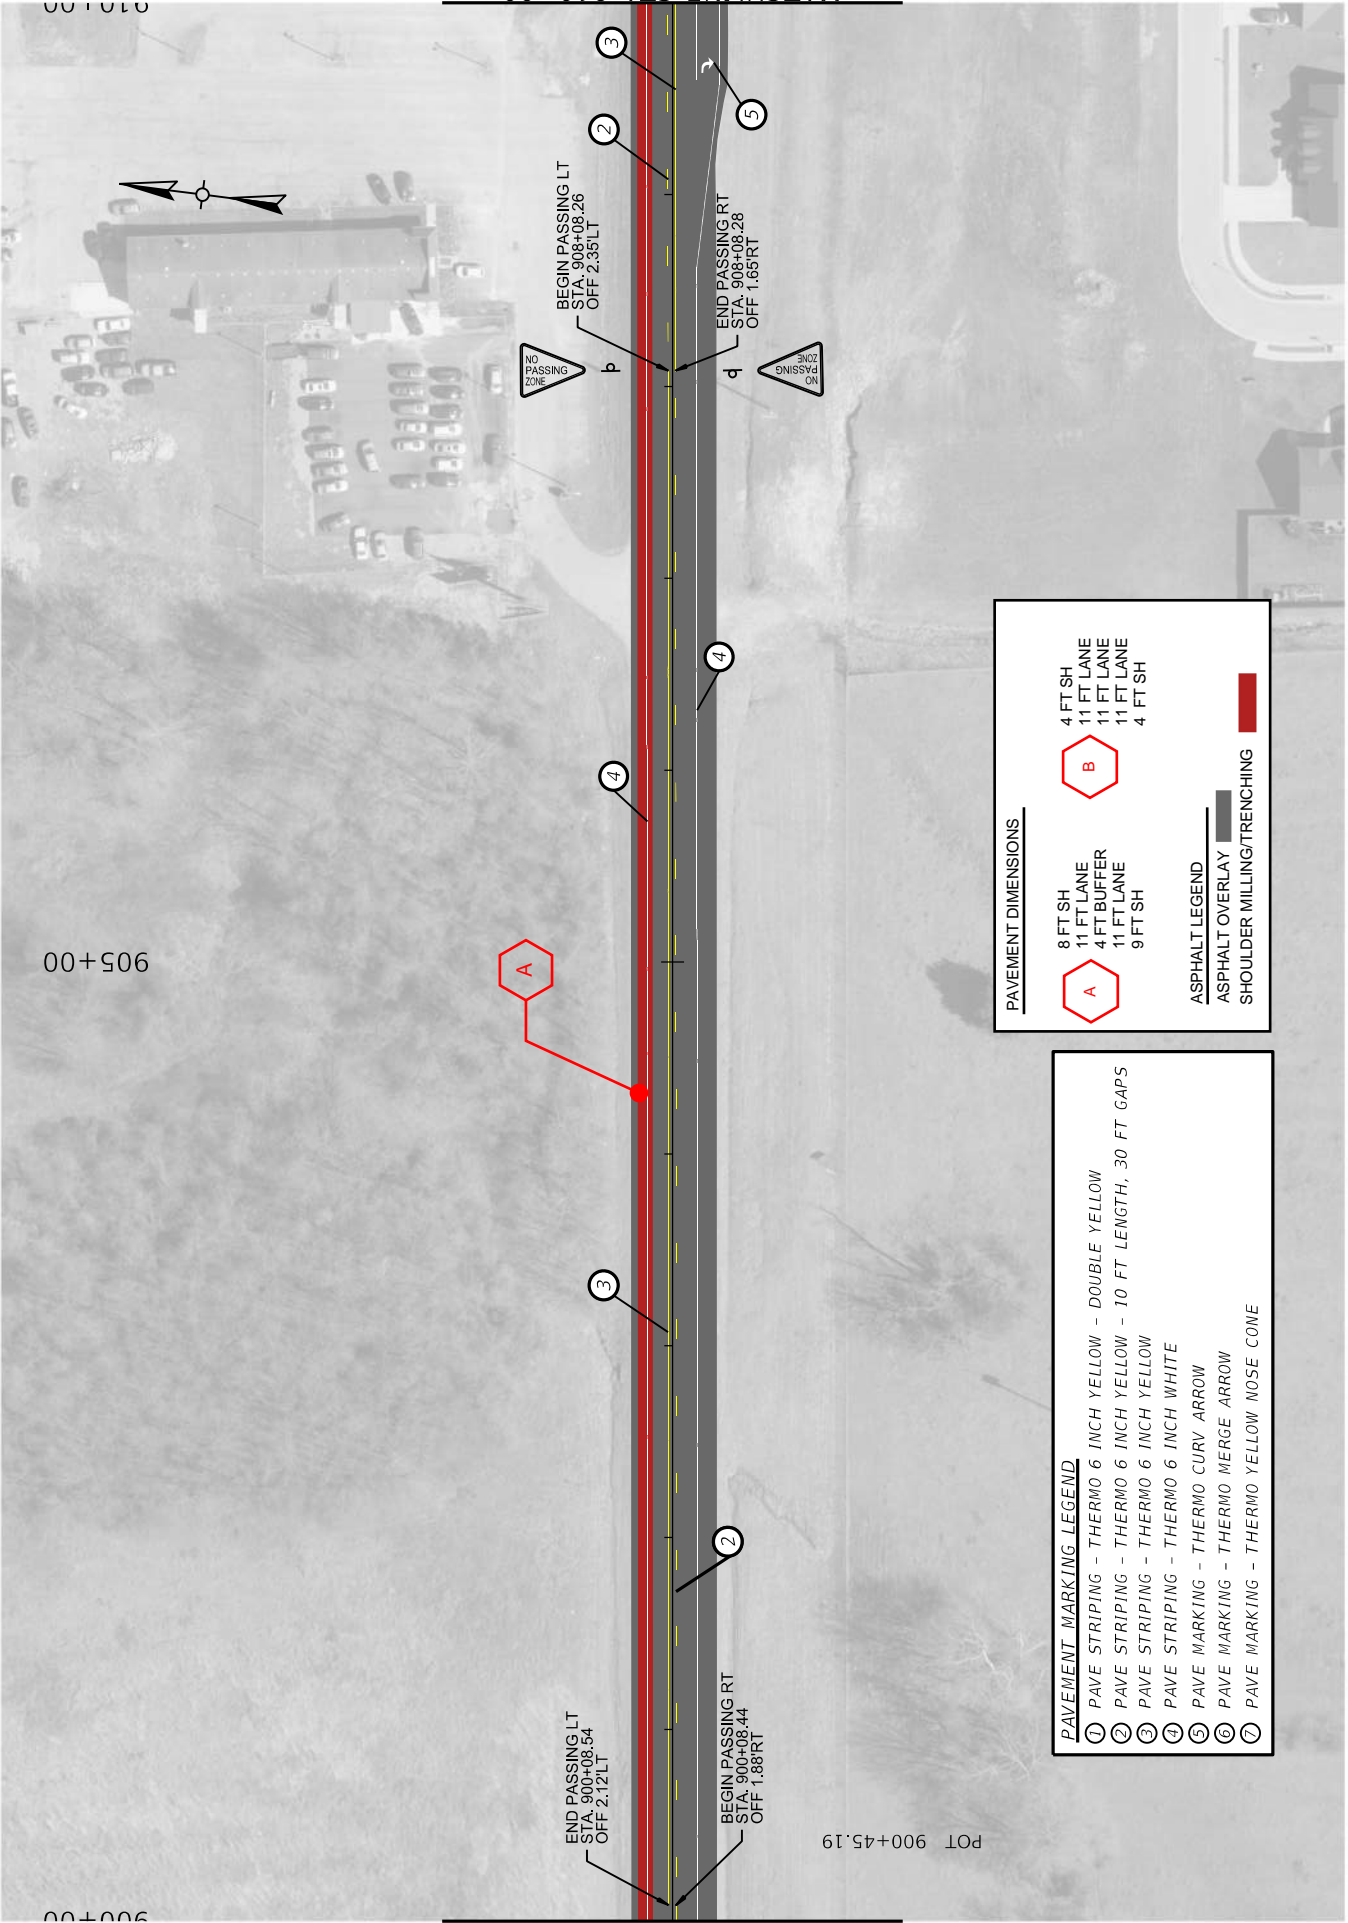 910+00
905+00
900+00
BEGIN PASSING LT
STA. 908+08.26
OFF 2.35'LT
END PASSING RT
STA. 908+08.28
OFF 1.65'RT
NO
PASSING
ZONE
NO
PASSING
ZONE
3
2
5
4
4
A
3
2
END PASSING LT
STA. 900+08.54
OFF 2.12'LT
BEGIN PASSING RT
STA. 900+08.44
OFF 1.88'RT
POT 900+45.19
PAVEMENT DIMENSIONS
A
8 FT SH
11 FT LANE
4 FT BUFFER
11 FT LANE
9 FT SH
B
4 FT SH
11 FT LANE
11 FT LANE
11 FT LANE
4 FT SH
ASPHALT LEGEND
ASPHALT OVERLAY
SHOULDER MILLING/TRENCHING
PAVEMENT MARKING LEGEND
1 PAVE STRIPING - THERMO 6 INCH YELLOW - DOUBLE YELLOW
2 PAVE STRIPING - THERMO 6 INCH YELLOW - 10 FT LENGTH, 30 FT GAPS
3 PAVE STRIPING - THERMO 6 INCH YELLOW
4 PAVE STRIPING - THERMO 6 INCH WHITE
5 PAVE MARKING - THERMO CURV ARROW
6 PAVE MARKING - THERMO MERGE ARROW
7 PAVE MARKING - THERMO YELLOW NOSE CONE